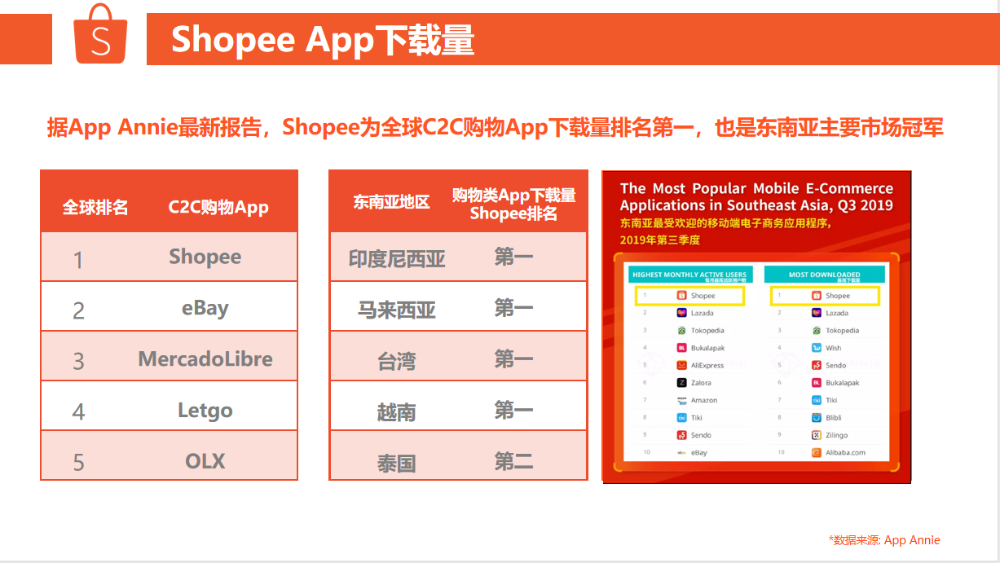 S
Shopee App下载量
据App Annie最新报告，Shopee为全球C2C购物App下载量排名第一，也是东南亚主要市场冠军
全球排名 C2C购物App
1 Shopee
2 eBay
3 MercadoLibre
4 Letgo
5 OLX
东南亚地区 购物类App下载量
Shopee排名
印度尼西亚 第一
马来西亚 第一
台湾 第一
越南 第一
泰国 第二
The Most Popular Mobile E-Commerce
Applications in Southeast Asia, Q3 2019
东南亚最受欢迎的移动端电子商务应用程序,
2019年第三季度
HIGHEST MONTHLY ACTIVE USERS
1 Shopee
2 Lazada
3 Tokopedia
4 Bukalapak
5 AliExpress
6 Zalora
7 Amazon
8 Tiki
9 Sendo
10 eBay
MOST DOWNLOADED
1 Shopee
2 Lazada
3 Tokopedia
4 Wish
5 Sendo
6 Bukalapak
7 Tiki
8 Blibli
9 Zilingo
10 Alibaba.com
*数据来源: App Annie